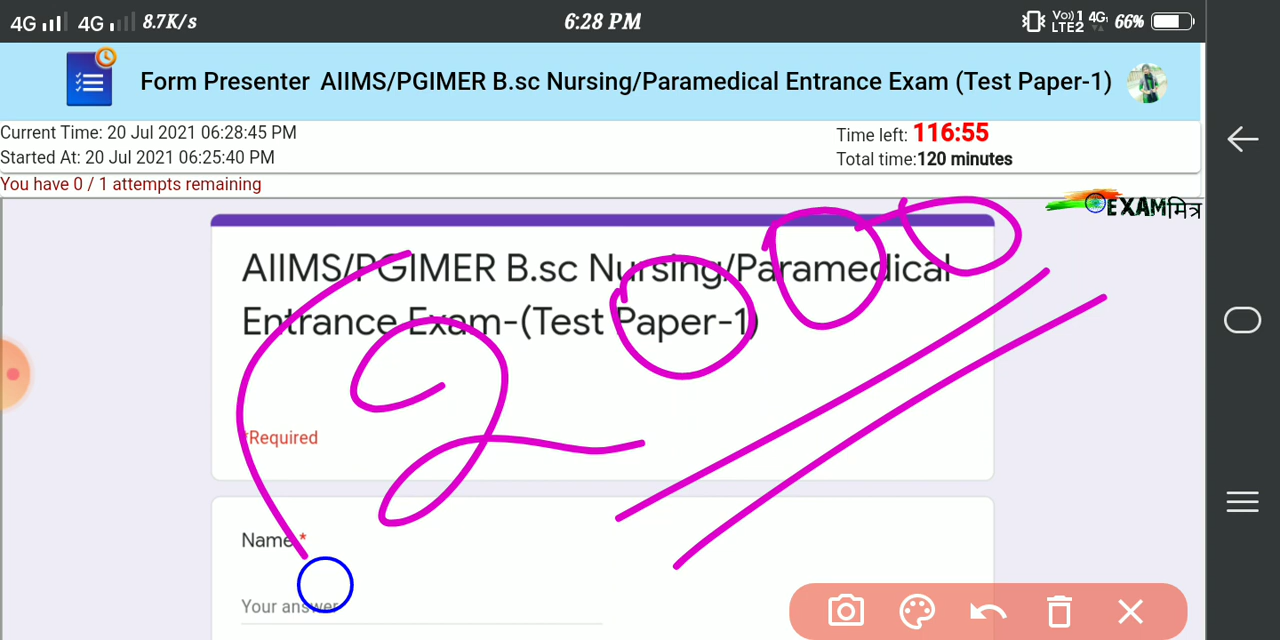 4G 4G 8.7K/s 6:28 PM Vo)) 1 4G LTE2 66%
Form Presenter AIIMS/PGIMER B.sc Nursing/Paramedical Entrance Exam (Test Paper-1)
Current Time: 20 Jul 2021 06:28:45 PM
Time left: 116:55
Started At: 20 Jul 2021 06:25:40 PM
Total time:120 minutes
You have 0 / 1 attempts remaining
EXAMमित्र
AIIMS/PGIMER B.sc Nursing/Paramedical
Entrance Exam-(Test Paper-1)
2000
*Required
Name *
Your answer